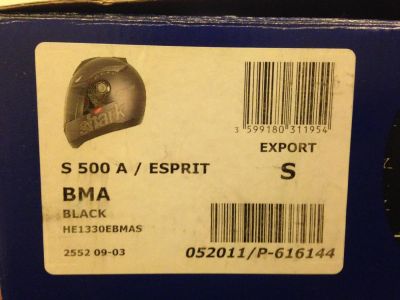 shark
3 599180 311954
EXPORT
S 500 A / ESPRIT
S
BMA
BLACK
HE1330EBMAS
2552 09-03
052011/P-616144